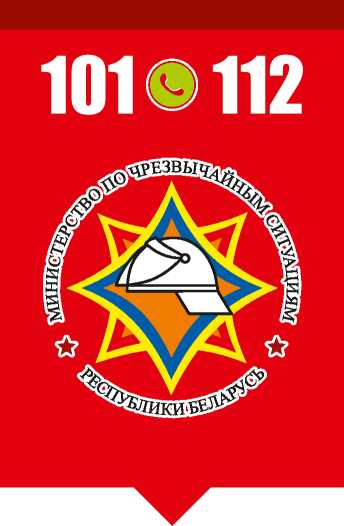 101 112
МИНИСТЕРСТВО ПО ЧРЕЗВЫЧАЙНЫМ СИТУАЦИЯМ
РЕСПУБЛИКИ БЕЛАРУСЬ